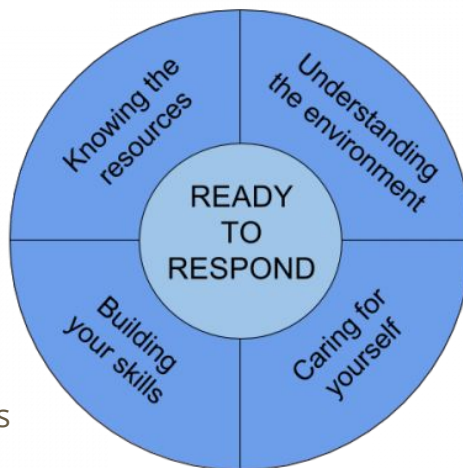 Knowing the
resources
Understanding
the environment
READY
TO
RESPOND
Building
your skills
Caring for
yourself
s